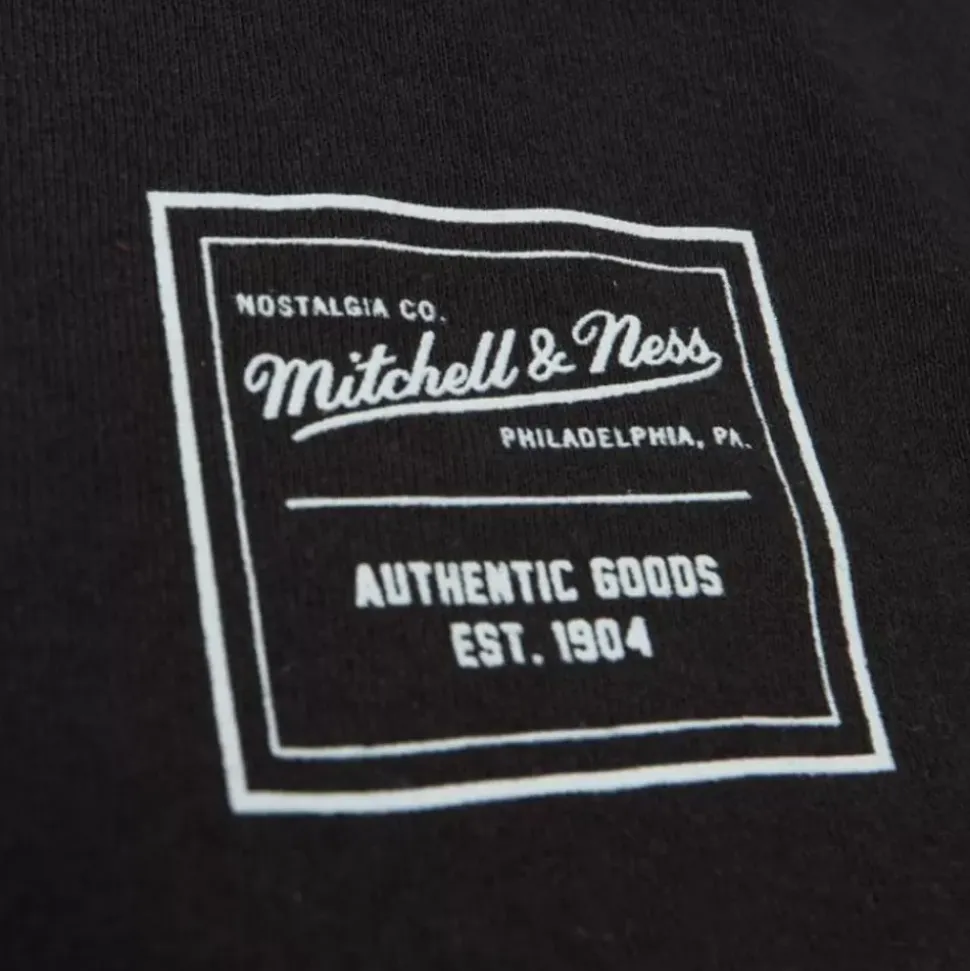 NOSTALGIA CO.
Mitchell & Ness
PHILADELPHIA, PA.
AUTHENTIC GOODS
EST. 1904